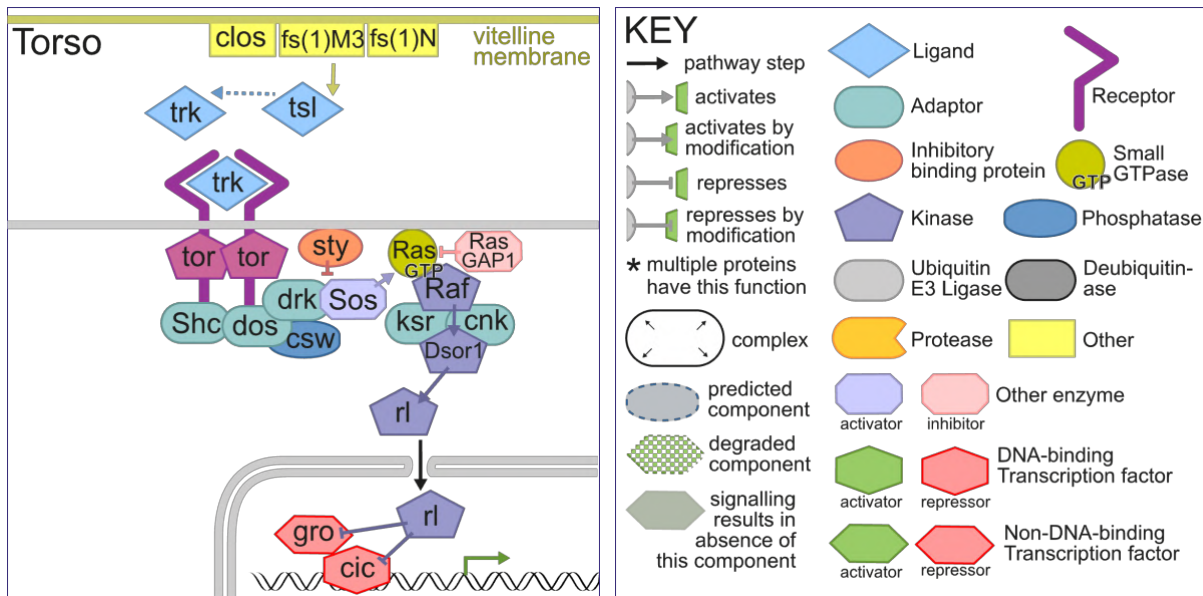 Torso
clos
fs(1)M3
fs(1)N
vitelline
membrane
trk
tsl
trk
tor
tor
sty
Ras
GTP
Ras
GAP1
drk
Sos
Raf
Shc
dos
csw
ksr
cnk
Dsor1
rl
rl
gro
cic
KEY
pathway step
activates
activates by
modification
represses
represses by
modification
* multiple proteins
have this function
complex
predicted
component
degraded
component
signalling
results in
absence of
this component
Ligand
Adaptor
Inhibitory
binding protein
Kinase
Ubiquitin
E3 Ligase
Protease
Receptor
Small
GTPase
GTP
Phosphatase
Deubiquitin-
ase
Other
Other enzyme
activator
inhibitor
DNA-binding
Transcription factor
activator
repressor
Non-DNA-binding
Transcription factor
activator
repressor